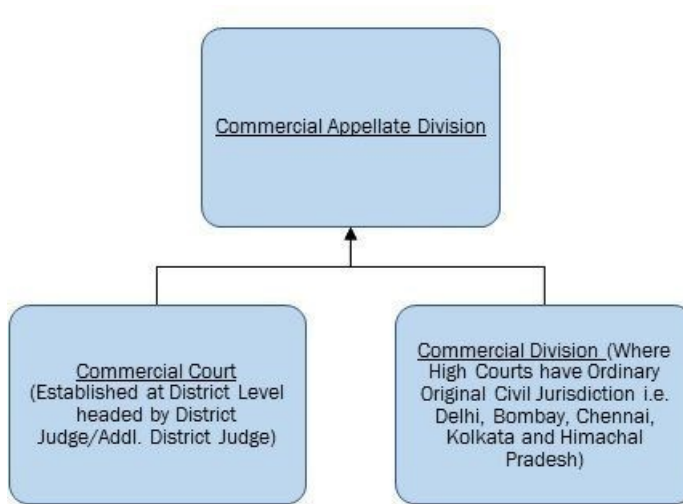 Commercial Appellate Division
Commercial Court
(Established at District Level
headed by District
Judge/Addl. District Judge)
Commercial Division (Where
High Courts have Ordinary
Original Civil Jurisdiction i.e.
Delhi, Bombay, Chennai,
Kolkata and Himachal
Pradesh)